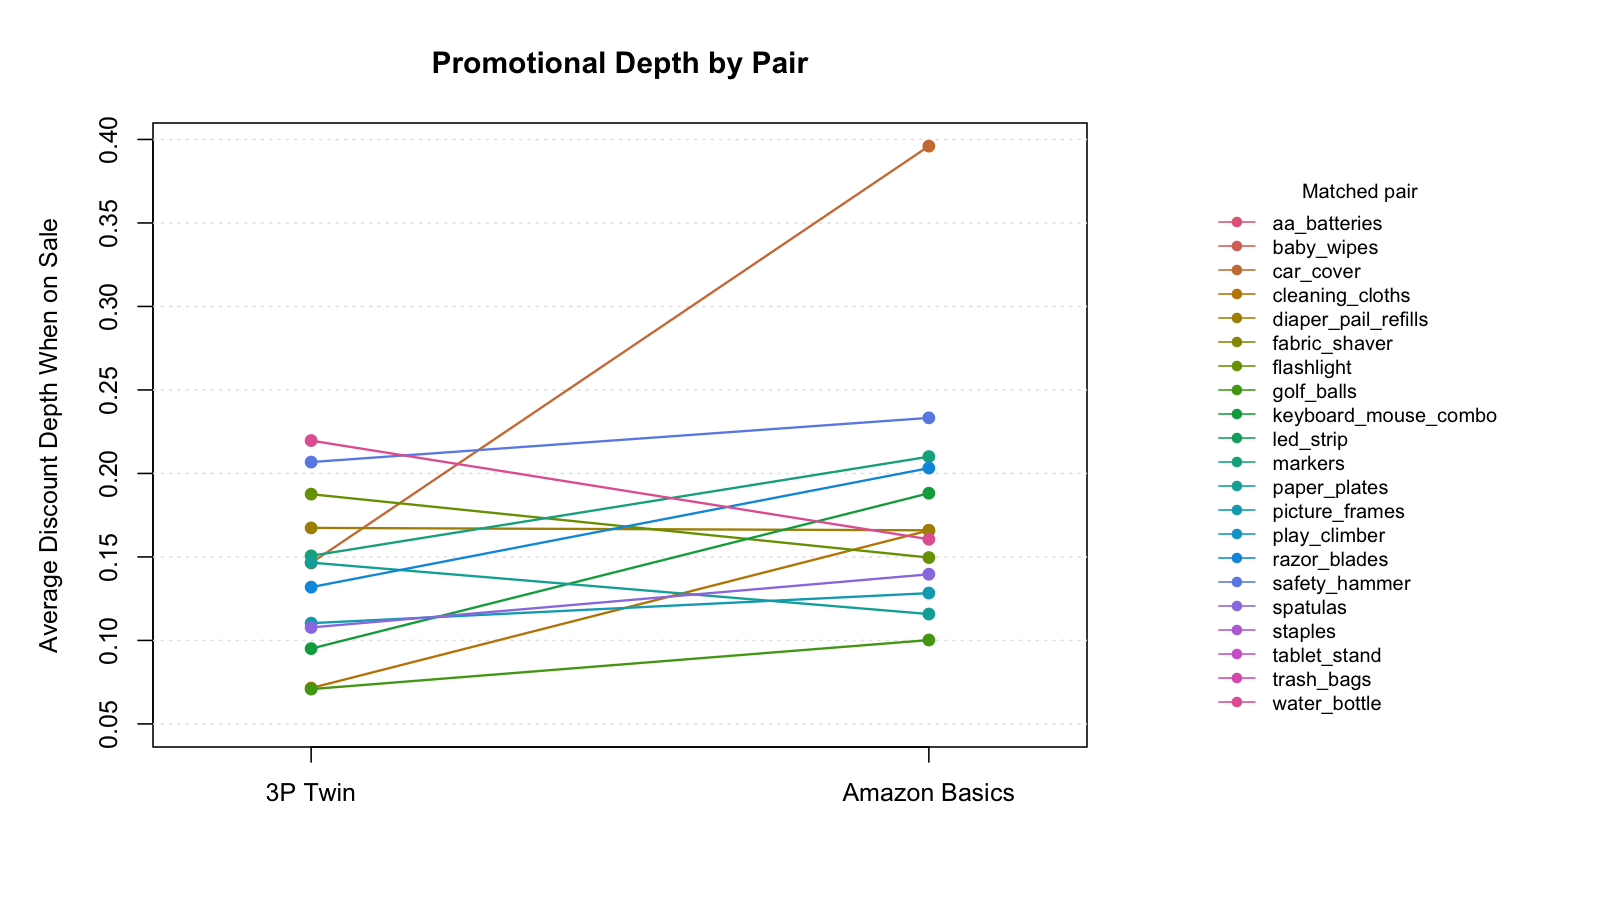 Promotional Depth by Pair
Average Discount Depth When on Sale
0.40
0.35
0.30
0.25
0.20
0.15
0.10
0.05
3P Twin
Amazon Basics
Matched pair
aa_batteries
baby_wipes
car_cover
cleaning_cloths
diaper_pail_refills
fabric_shaver
flashlight
golf_balls
keyboard_mouse_combo
led_strip
markers
paper_plates
picture_frames
play_climber
razor_blades
safety_hammer
spatulas
staples
tablet_stand
trash_bags
water_bottle